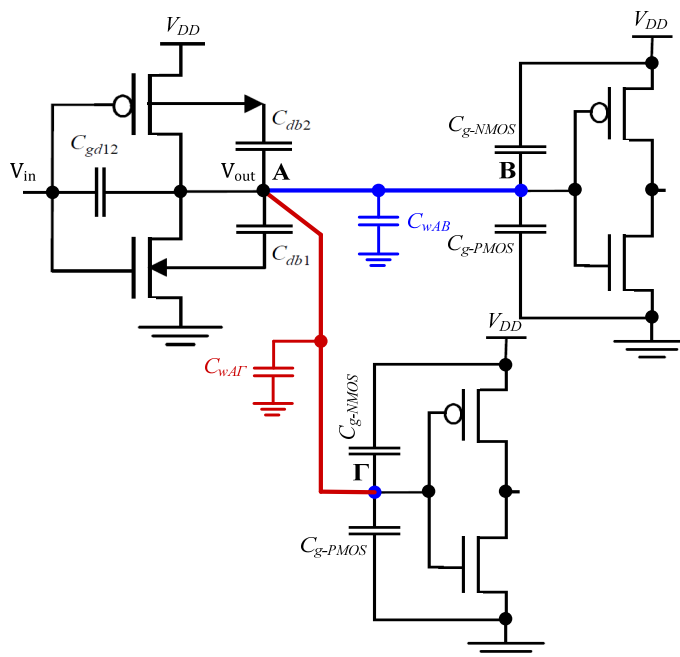 V_DD
V_DD
C_db2
C_g-NMOS
C_gd12
V_in
V_out
A
B
C_wAB
C_db1
C_g-PMOS
V_DD
C_wAΓ
C_g-NMOS
Γ
C_g-PMOS